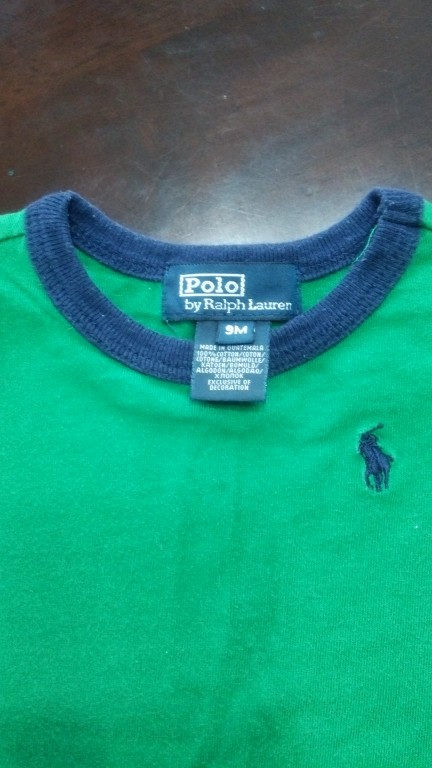 Polo
by Ralph Lauren
9M
MADE IN GUATEMALA
100%COTTON/COTON/
COTONE/BAUMWOLLE/
KATOEN/BOMULD/
ALGODON/ALGODAO/
ХЛОПОК
EXCLUSIVE OF
DECORATION